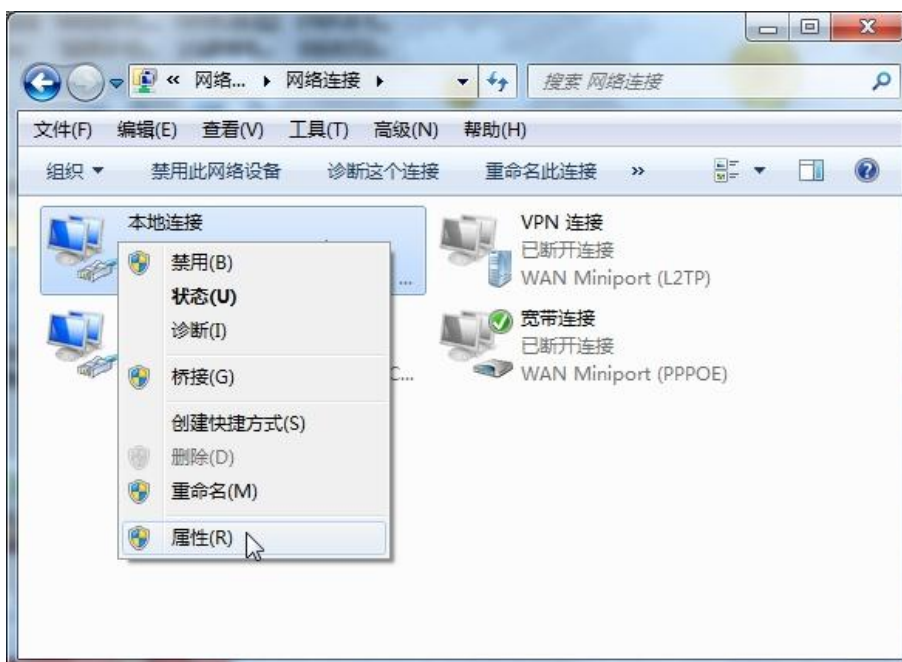 « 网络... ▸ 网络连接 ▸
搜索 网络连接
文件(F) 编辑(E) 查看(V) 工具(T) 高级(N) 帮助(H)
组织 禁用此网络设备 诊断这个连接 重命名此连接 »
本地连接
...
VPN 连接
已断开连接
WAN Miniport (L2TP)
C...
宽带连接
已断开连接
WAN Miniport (PPPOE)
禁用(B)
状态(U)
诊断(I)
桥接(G)
创建快捷方式(S)
删除(D)
重命名(M)
属性(R)